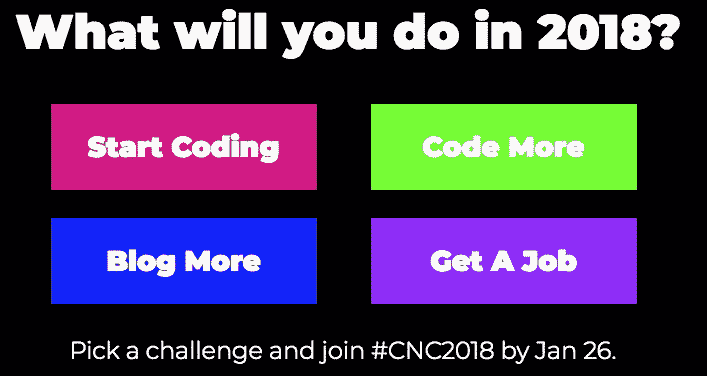 What will you do in 2018?
Start Coding
Code More
Blog More
Get A Job
Pick a challenge and join #CNC2018 by Jan 26.